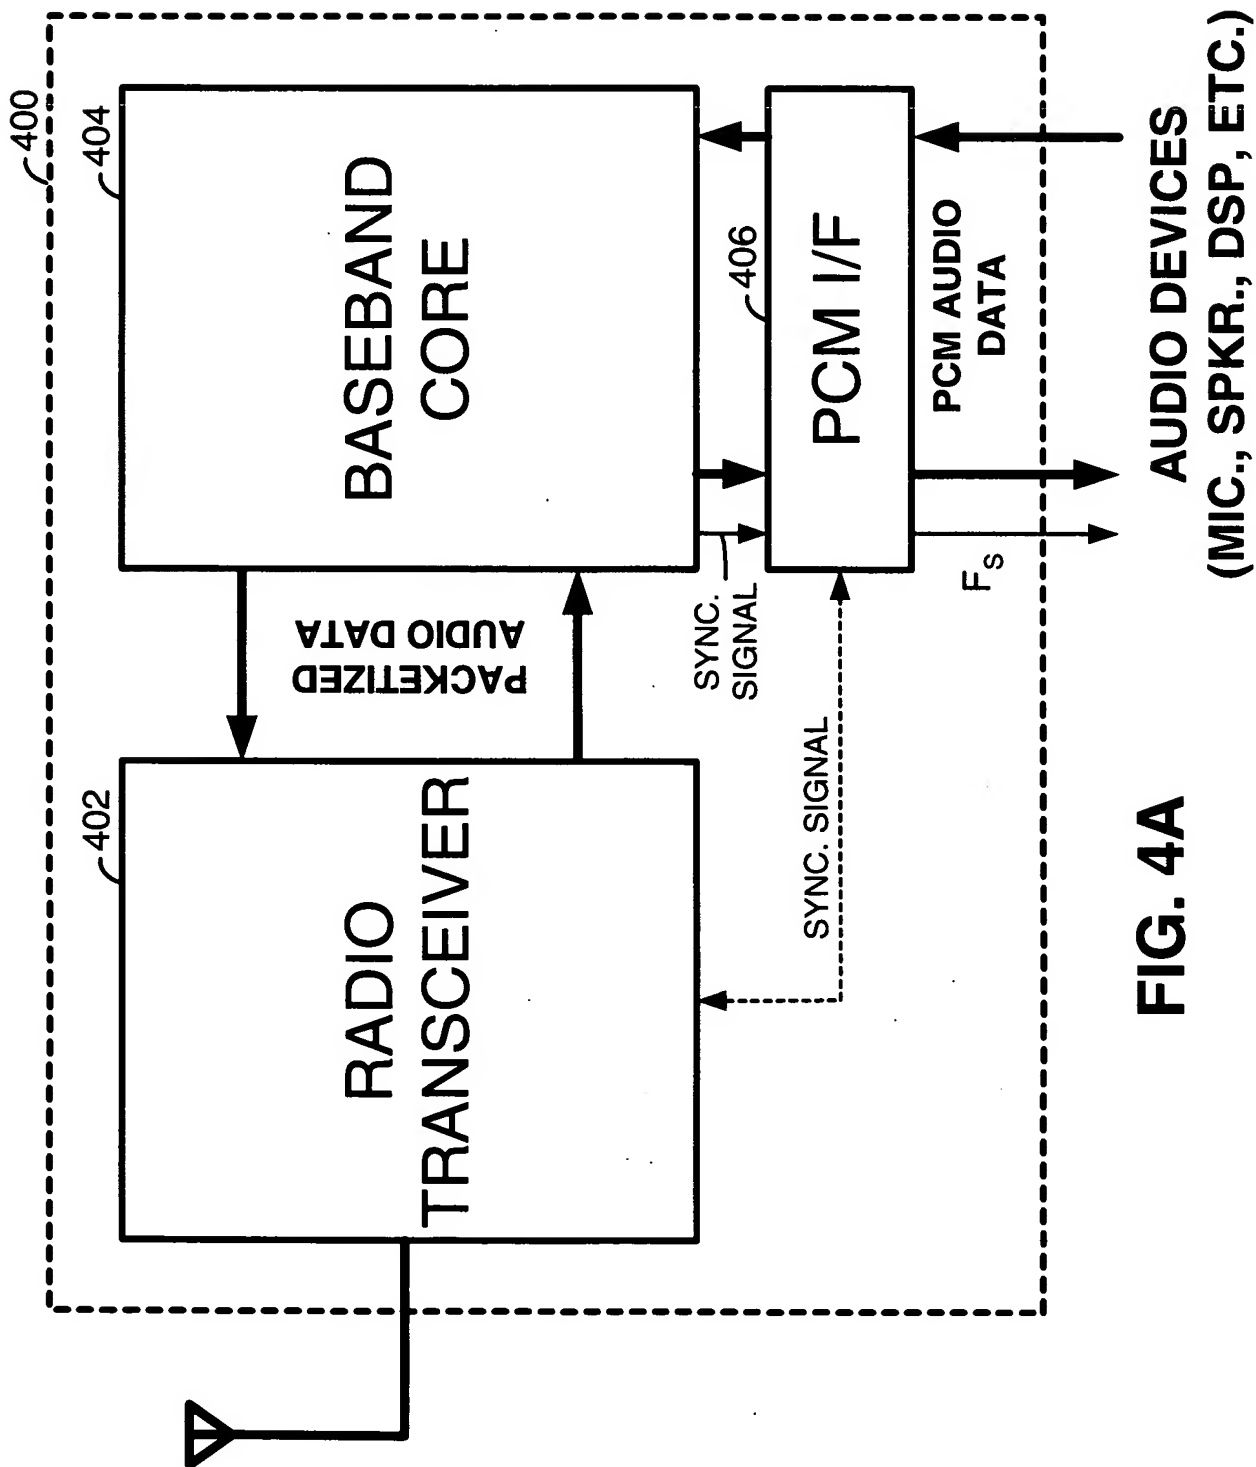 400
402
404
RADIO
TRANSCEIVER
PACKETIZED
AUDIO DATA
BASEBAND
CORE
SYNC.
SIGNAL
SYNC. SIGNAL
406
PCM I/F
F_S
PCM AUDIO
DATA
AUDIO DEVICES
(MIC., SPKR., DSP, ETC.)
FIG. 4A